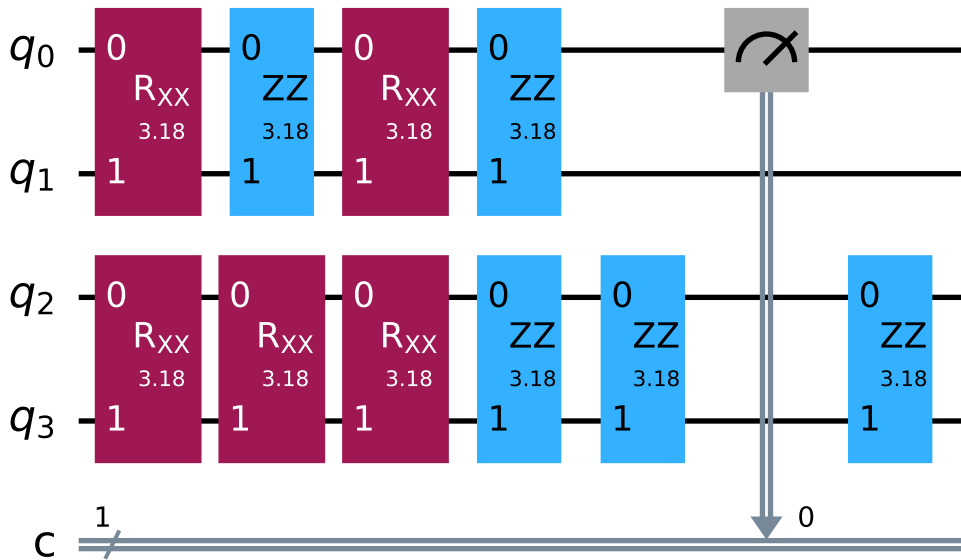 q0 0 0 0 0
RXX ZZ RXX ZZ
3.18 3.18 3.18 3.18
q1 1 1 1 1
q2 0 0 0 0 0 0
RXX RXX RXX ZZ ZZ ZZ
3.18 3.18 3.18 3.18 3.18 3.18
q3 1 1 1 1 1 1
1 0
c